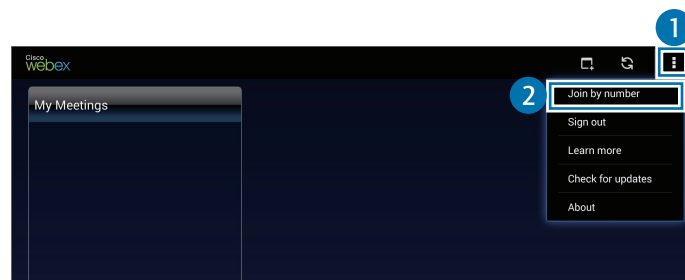 1
Cisco
webex
2
Join by number
My Meetings
Sign out
Learn more
Check for updates
About